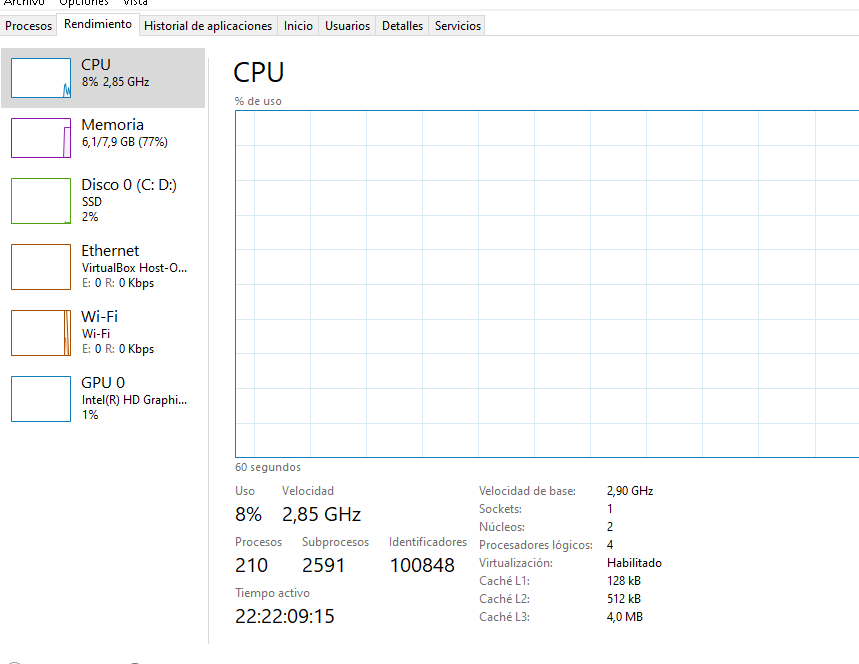 Archivo Opciones Vista
Procesos Rendimiento Historial de aplicaciones Inicio Usuarios Detalles Servicios
CPU
8% 2,85 GHz
Memoria
6,1/7,9 GB (77%)
Disco 0 (C: D:)
SSD
2%
Ethernet
VirtualBox Host-O...
E: 0 R: 0 Kbps
Wi-Fi
Wi-Fi
E: 0 R: 0 Kbps
GPU 0
Intel(R) HD Graphi...
1%
CPU
% de uso
60 segundos
Uso Velocidad
8% 2,85 GHz
Procesos Subprocesos Identificadores
210 2591 100848
Tiempo activo
22:22:09:15
Velocidad de base: 2,90 GHz
Sockets: 1
Núcleos: 2
Procesadores lógicos: 4
Virtualización: Habilitado
Caché L1: 128 kB
Caché L2: 512 kB
Caché L3: 4,0 MB